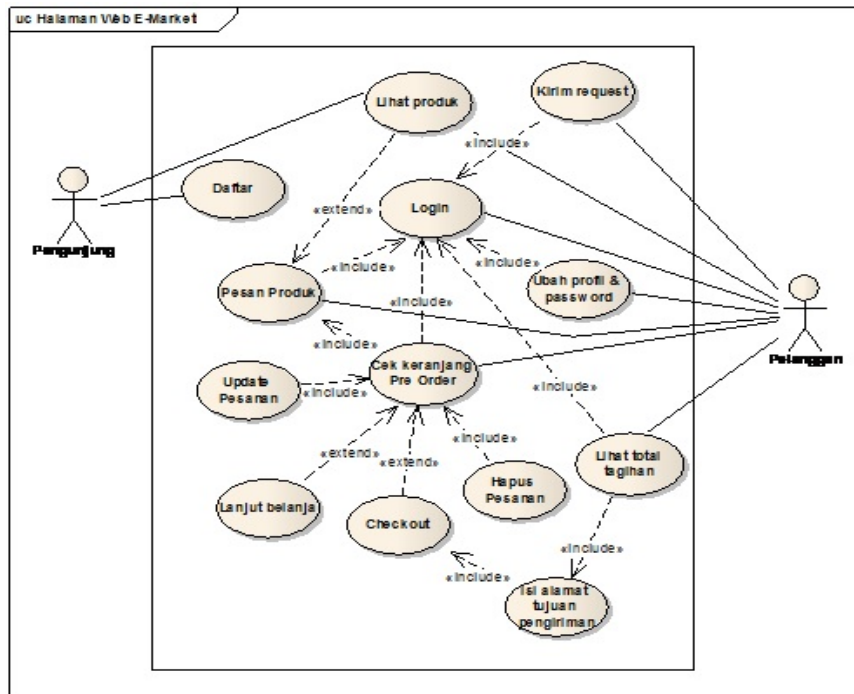 uc Halaman Web E-Market
Lihat produk
Kirim request
«include»
Daftar
Login
«extend»
Pengunjung
Pesan Produk
«include»
«include»
Ubah profil &
password
«include»
«include»
Pelanggan
Cek keranjang
Pre Order
Update
Pesanan
«include»
«include»
«include»
«extend»
«extend»
Lihat total
tagihan
Hapus
Pesanan
Lanjut belanja
Checkout
«include»
«include»
Isi alamat
tujuan
pengiriman